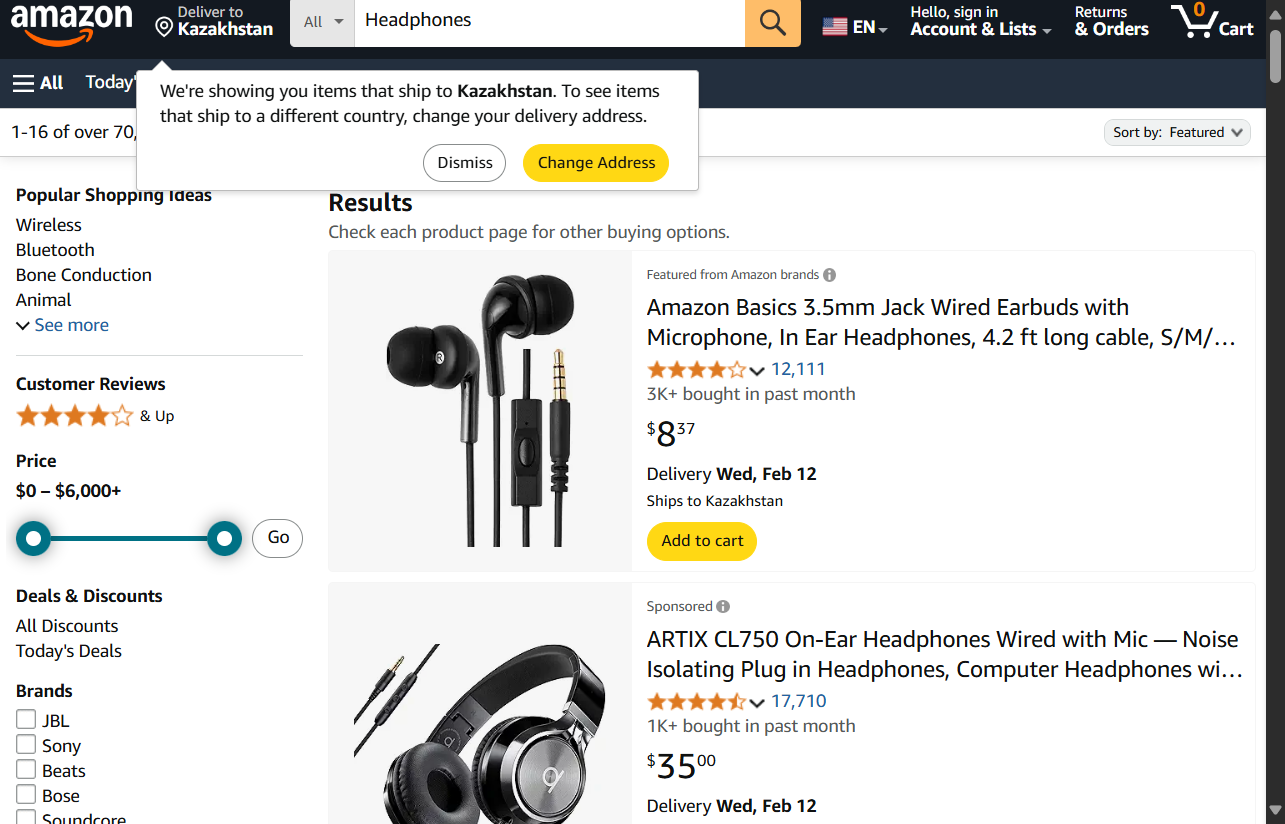 amazon
Deliver to
Kazakhstan
All
Headphones
EN
Hello, sign in
Account & Lists
Returns
& Orders
0
Cart
All
Today'
We're showing you items that ship to Kazakhstan. To see items
that ship to a different country, change your delivery address.
Dismiss
Change Address
1-16 of over 70,
Sort by: Featured
Popular Shopping Ideas
Wireless
Bluetooth
Bone Conduction
Animal
See more
Customer Reviews
& Up
Price
$0 – $6,000+
Go
Deals & Discounts
All Discounts
Today's Deals
Brands
JBL
Sony
Beats
Bose
Soundcore
Results
Check each product page for other buying options.
Featured from Amazon brands
Amazon Basics 3.5mm Jack Wired Earbuds with
Microphone, In Ear Headphones, 4.2 ft long cable, S/M/…
12,111
3K+ bought in past month
$837
Delivery Wed, Feb 12
Ships to Kazakhstan
Add to cart
R
Sponsored
ARTIX CL750 On-Ear Headphones Wired with Mic — Noise
Isolating Plug in Headphones, Computer Headphones wi…
17,710
1K+ bought in past month
$3500
Delivery Wed, Feb 12